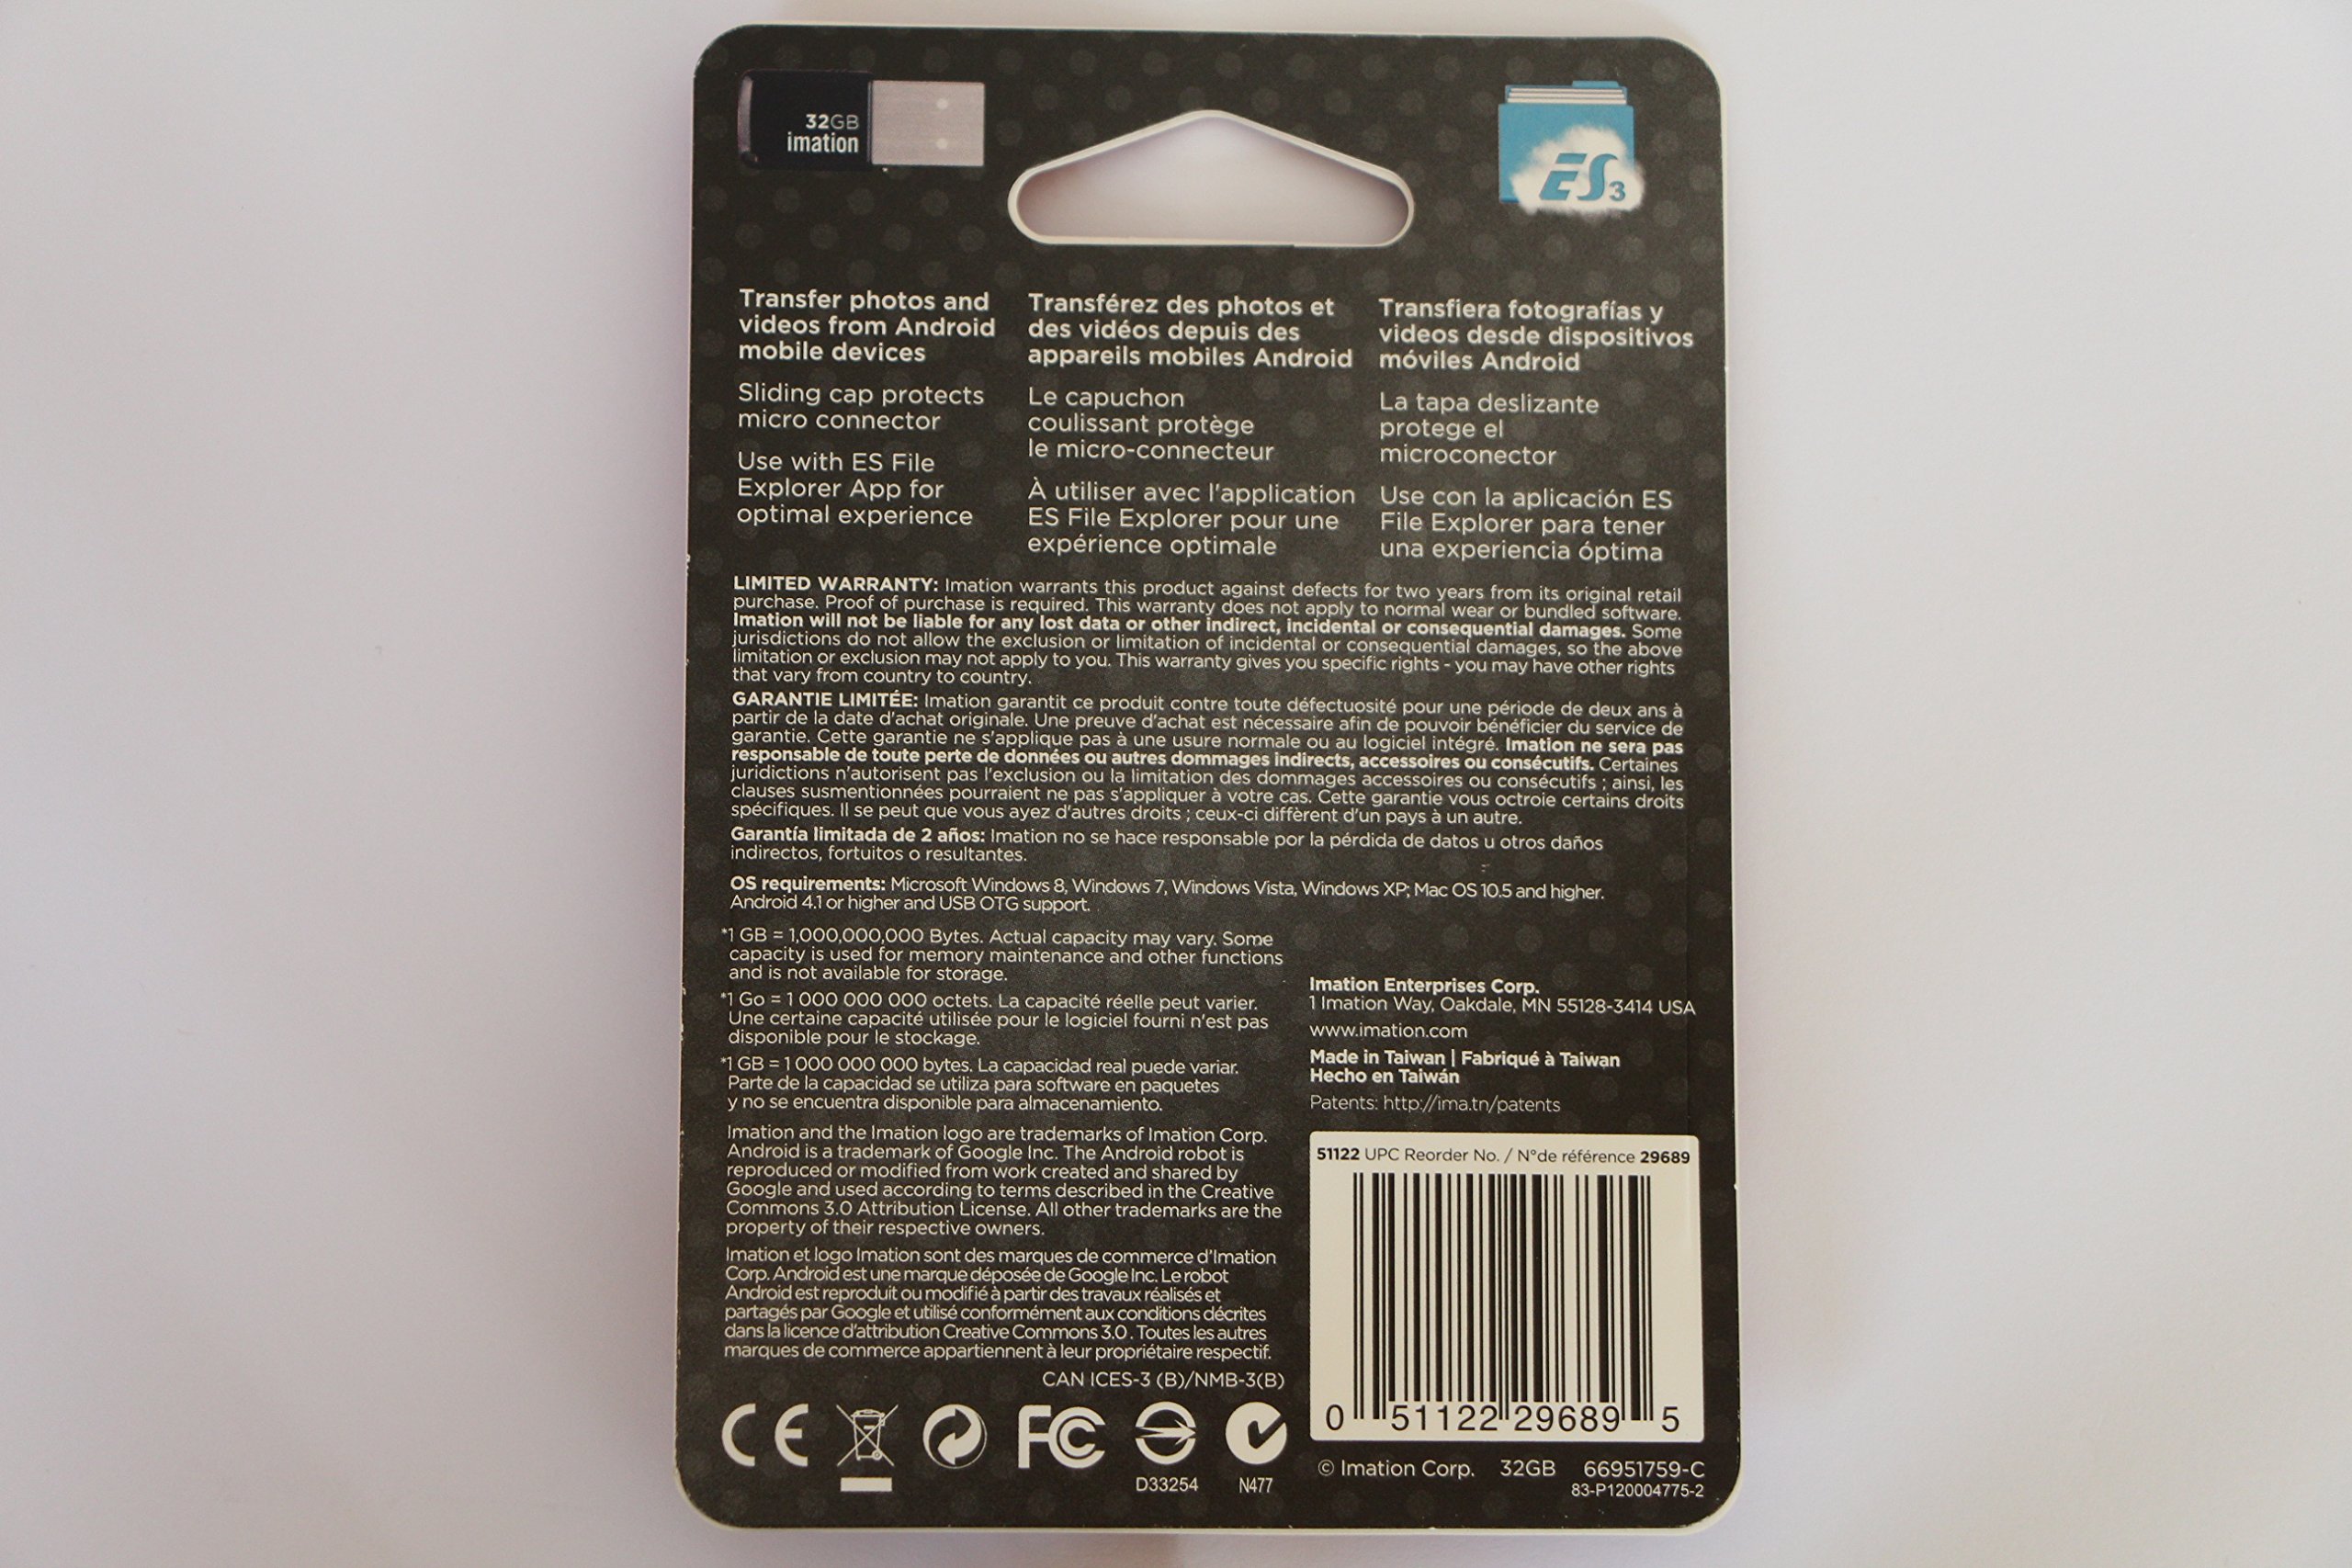 32GB
imation
ES3
Transfer photos and
videos from Android
mobile devices
Sliding cap protects
micro connector
Use with ES File
Explorer App for
optimal experience
Transférez des photos et
des vidéos depuis des
appareils mobiles Android
Le capuchon
coulissant protège
le micro-connecteur
À utiliser avec l'application
ES File Explorer pour une
expérience optimale
Transfiera fotografías y
videos desde dispositivos
móviles Android
La tapa deslizante
protege el
microconector
Use con la aplicación ES
File Explorer para tener
una experiencia óptima
LIMITED WARRANTY: Imation warrants this product against defects for two years from its original retail
purchase. Proof of purchase is required. This warranty does not apply to normal wear or bundled software.
Imation will not be liable for any lost data or other indirect, incidental or consequential damages. Some
jurisdictions do not allow the exclusion or limitation of incidental or consequential damages, so the above
limitation or exclusion may not apply to you. This warranty gives you specific rights - you may have other rights
that vary from country to country.
GARANTIE LIMITÉE: Imation garantit ce produit contre toute défectuosité pour une période de deux ans à
partir de la date d'achat originale. Une preuve d'achat est nécessaire afin de pouvoir bénéficier du service de
garantie. Cette garantie ne s'applique pas à une usure normale ou au logiciel intégré. Imation ne sera pas
responsable de toute perte de données ou autres dommages indirects, accessoires ou consécutifs. Certaines
juridictions n'autorisent pas l'exclusion ou la limitation des dommages accessoires ou consécutifs ; ainsi, les
clauses susmentionnées pourraient ne pas s'appliquer à votre cas. Cette garantie vous octroie certains droits
spécifiques. Il se peut que vous ayez d'autres droits ; ceux-ci diffèrent d'un pays à un autre.
Garantía limitada de 2 años: Imation no se hace responsable por la pérdida de datos u otros daños
indirectos, fortuitos o resultantes.
OS requirements: Microsoft Windows 8, Windows 7, Windows Vista, Windows XP; Mac OS 10.5 and higher.
Android 4.1 or higher and USB OTG support.
*1 GB = 1,000,000,000 Bytes. Actual capacity may vary. Some
capacity is used for memory maintenance and other functions
and is not available for storage.
*1 Go = 1 000 000 000 octets. La capacité réelle peut varier.
Une certaine capacité utilisée pour le logiciel fourni n'est pas
disponible pour le stockage.
*1 GB = 1 000 000 000 bytes. La capacidad real puede variar.
Parte de la capacidad se utiliza para software en paquetes
y no se encuentra disponible para almacenamiento.
Imation and the Imation logo are trademarks of Imation Corp.
Android is a trademark of Google Inc. The Android robot is
reproduced or modified from work created and shared by
Google and used according to terms described in the Creative
Commons 3.0 Attribution License. All other trademarks are the
property of their respective owners.
Imation et logo Imation sont des marques de commerce d'Imation
Corp. Android est une marque déposée de Google Inc. Le robot
Android est reproduit ou modifié à partir des travaux réalisés et
partagés par Google et utilisé conformément aux conditions décrites
dans la licence d'attribution Creative Commons 3.0. Toutes les autres
marques de commerce appartiennent à leur propriétaire respectif.
CAN ICES-3 (B)/NMB-3(B)
CE
FC
D33254
N477
Imation Enterprises Corp.
1 Imation Way, Oakdale, MN 55128-3414 USA
www.imation.com
Made in Taiwan | Fabriqué à Taiwan
Hecho en Taiwán
Patents: http://ima.tn/patents
51122 UPC Reorder No. / N°de référence 29689
0 51122 29689 5
© Imation Corp. 32GB 66951759-C
83-P120004775-2